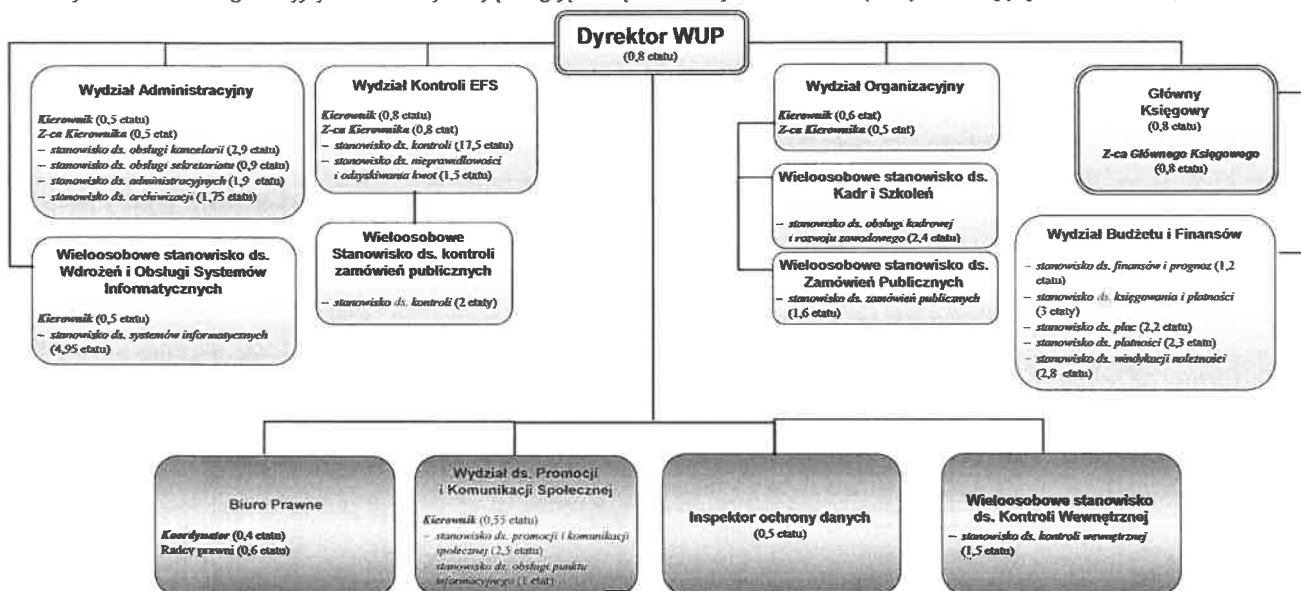 Dyrektor WUP
(0,8 etatu)
Wydział Administracyjny
Kierownik (0,5 etatu)
Z-ca Kierownika (0,5 etat)
– stanowisko ds. obsługi kancelarii (2,9 etatu)
– stanowisko ds. obsługi sekretariatu (0,9 etatu)
– stanowisko ds. administracyjnych (1,9 etatu)
– stanowisko ds. archiwizacji (1,75 etatu)
Wieloosobowe stanowisko ds.
Wdrożeń i Obsługi Systemów
Informatycznych
Kierownik (0,5 etatu)
– stanowisko ds. systemów informatycznych
(4,95 etatu)
Wydział Kontroli EFS
Kierownik (0,8 etatu)
Z-ca Kierownika (0,8 etat)
– stanowisko ds. kontroli (17,5 etatu)
– stanowisko ds. nieprawidłowości
i odzyskiwania kwot (1,5 etatu)
Wieloosobowe
Stanowisko ds. kontroli
zamówień publicznych
– stanowisko ds. kontroli (2 etaty)
Wydział Organizacyjny
Kierownik (0,6 etat)
Z-ca Kierownika (0,5 etat)
Wieloosobowe stanowisko ds.
Kadr i Szkoleń
– stanowisko ds. obsługi kadrowej
i rozwoju zawodowego (2,4 etatu)
Wieloosobowe stanowisko ds.
Zamówień Publicznych
– stanowisko ds. zamówień publicznych
(1,6 etatu)
Główny
Księgowy
(0,8 etatu)
Z-ca Głównego Księgowego
(0,8 etatu)
Wydział Budżetu i Finansów
– stanowisko ds. finansów i prognoz (1,2
etatu)
– stanowisko ds. księgowania i płatności
(3 etaty)
– stanowisko ds. płac (2,2 etatu)
– stanowisko ds. płatności (2,3 etatu)
– stanowisko ds. windykacji należności
(2,8 etatu)
Biuro Prawne
Koordynator (0,4 etatu)
Radcy prawni (0,6 etatu)
Wydział ds. Promocji
i Komunikacji Społecznej
Kierownik (0,55 etatu)
– stanowisko ds. promocji i komunikacji
społecznej (2,5 etatu)
– stanowisko ds. obsługi punktu
informacyjnego (1 etat)
Inspektor ochrony danych
(0,5 etatu)
Wieloosobowe stanowisko
ds. Kontroli Wewnętrznej
– stanowisko ds. kontroli wewnętrznej
(1,5 etatu)